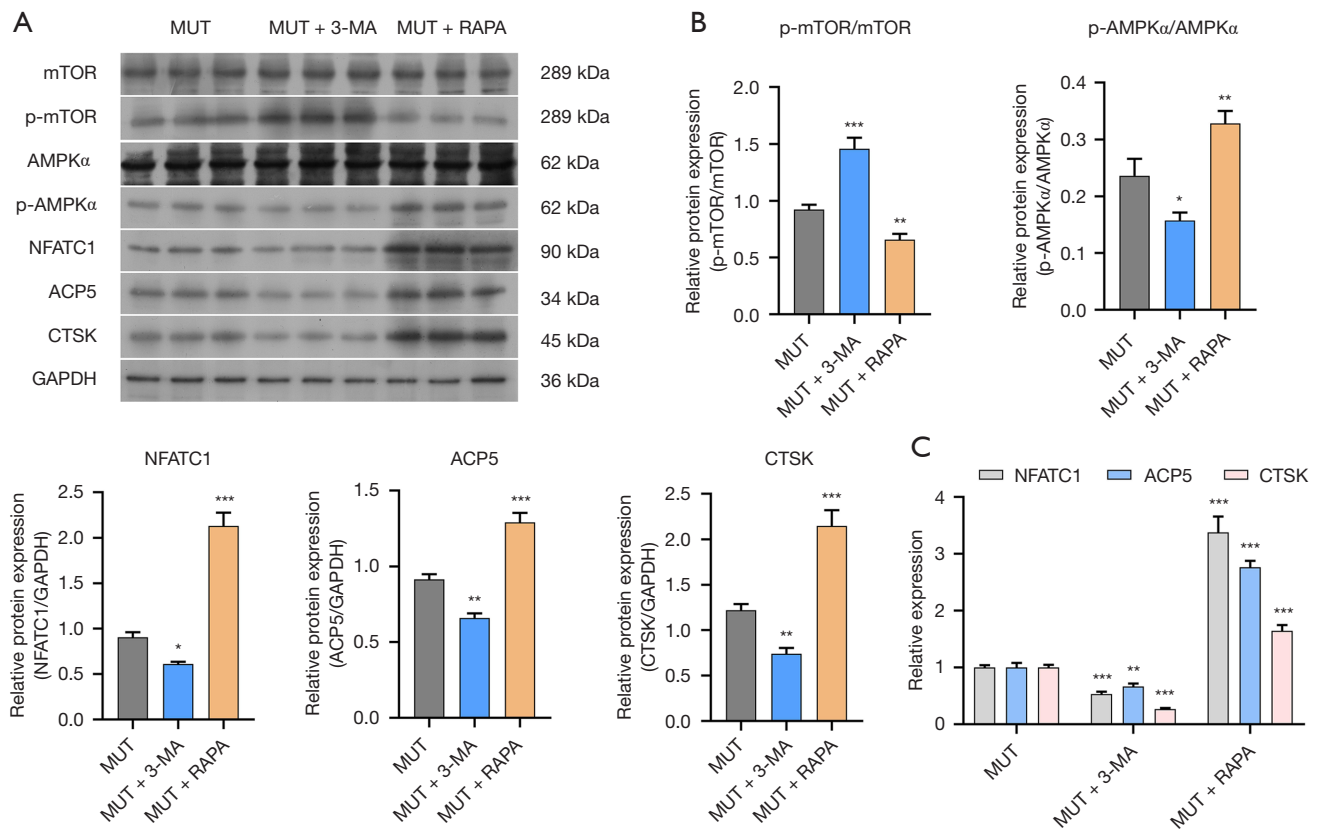 A
MUT
MUT + 3-MA
MUT + RAPA
mTOR
289 kDa
p-mTOR
289 kDa
AMPKα
62 kDa
p-AMPKα
62 kDa
NFATC1
90 kDa
ACP5
34 kDa
CTSK
45 kDa
GAPDH
36 kDa
B
p-mTOR/mTOR
Relative protein expression
(p-mTOR/mTOR)
2.0
1.5
1.0
0.5
0.0
***
**
MUT
MUT + 3-MA
MUT + RAPA
p-AMPKα/AMPKα
Relative protein expression
(p-AMPKα/AMPKα)
0.4
0.3
0.2
0.1
0.0
*
**
MUT
MUT + 3-MA
MUT + RAPA
NFATC1
Relative protein expression
(NFATC1/GAPDH)
2.5
2.0
1.5
1.0
0.5
0.0
*
***
MUT
MUT + 3-MA
MUT + RAPA
ACP5
Relative protein expression
(ACP5/GAPDH)
1.5
1.0
0.5
0.0
**
***
MUT
MUT + 3-MA
MUT + RAPA
CTSK
Relative protein expression
(CTSK/GAPDH)
2.5
2.0
1.5
1.0
0.5
0.0
**
***
MUT
MUT + 3-MA
MUT + RAPA
C
NFATC1
ACP5
CTSK
Relative expression
4
3
2
1
0
***
**
***
***
***
***
MUT
MUT + 3-MA
MUT + RAPA